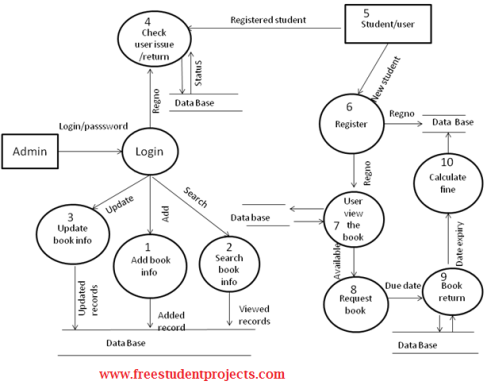 4
Check
user issue
/return
Registered student
5
Student/user
Status
Data Base
Regno
New student
6
Register
Regno
Data Base
Login/passsword
Admin
Login
10
Calculate
fine
Regno
Update
Add
Search
3
Update
book info
Data base
User
view
the
7 book
1
Add book
info
2
Search
book
info
Available
Date expiry
8
Request
book
Due date
9
Book
return
Updated
records
Added
record
Viewed
records
Data Base
Data Base
www.freestudentprojects.com